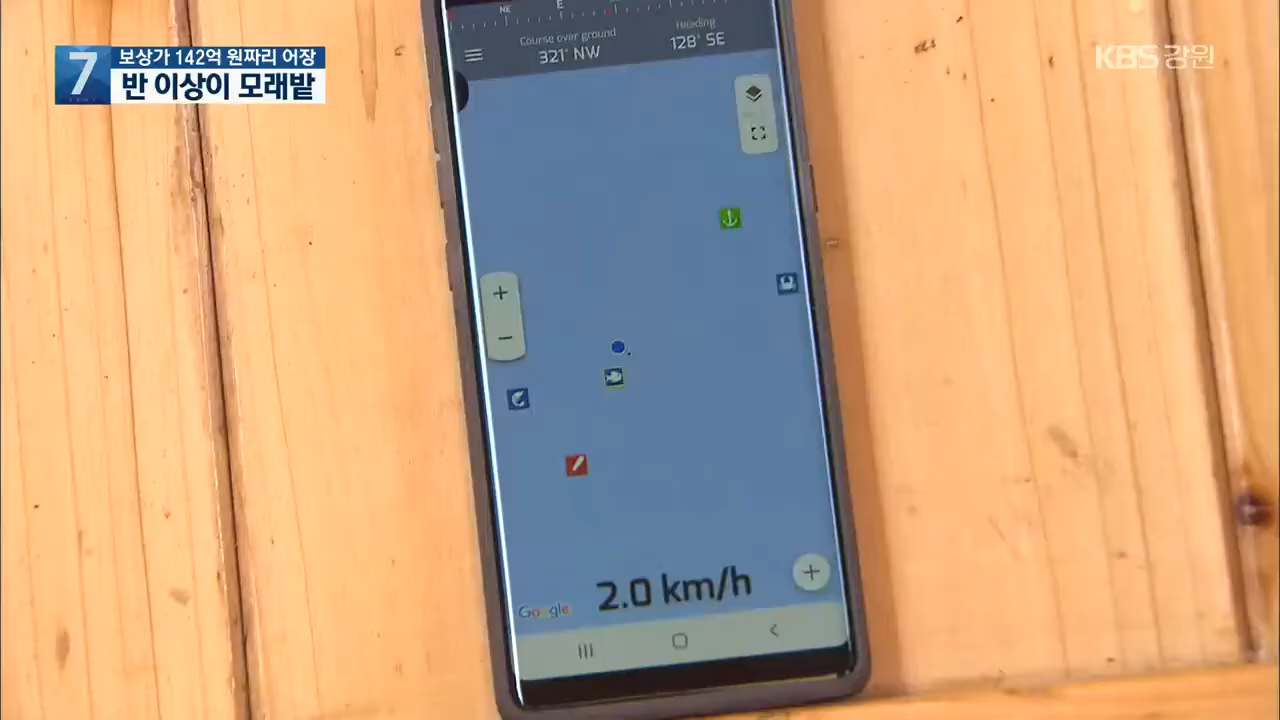 7
보상가 142억 원짜리 어장
반 이상이 모래밭
KBS 강원
NE
E
Course over ground
321° NW
Heading
128° SE
+
−
2.0 km/h
+
Google